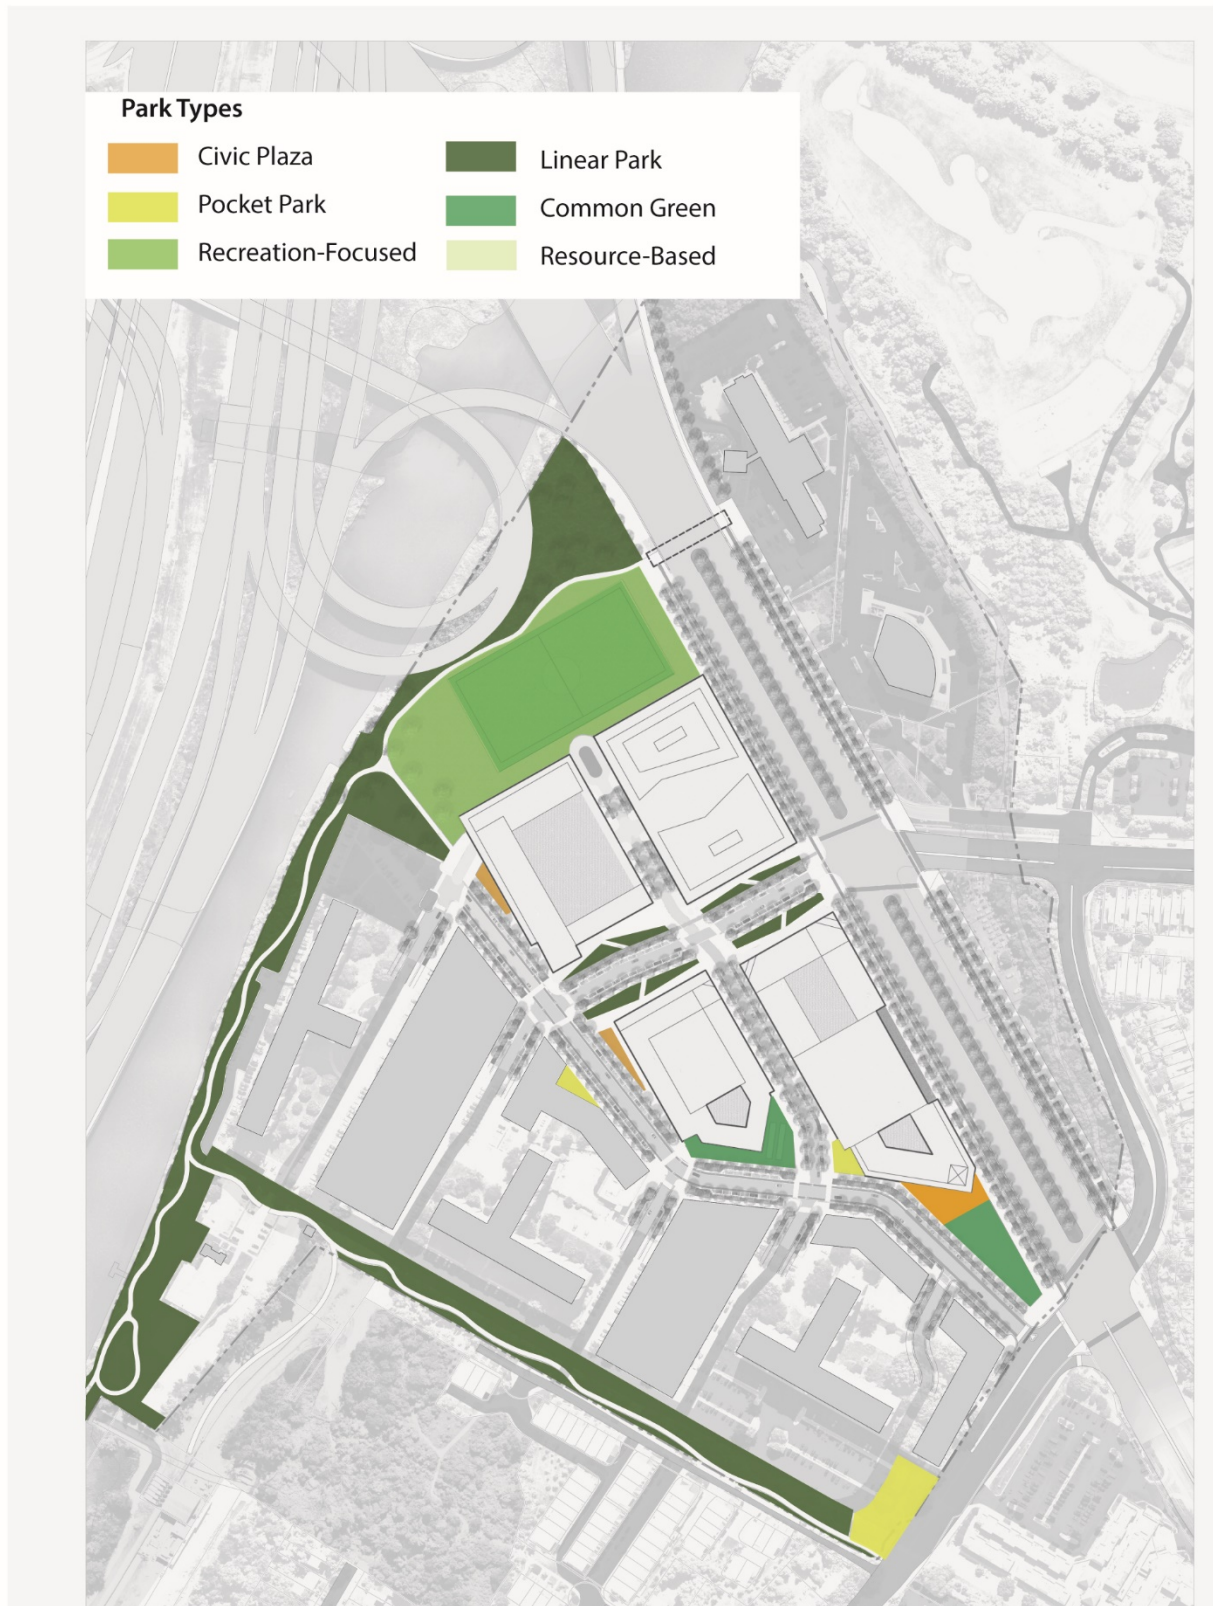 Park Types
Civic Plaza
Pocket Park
Recreation-Focused
Linear Park
Common Green
Resource-Based